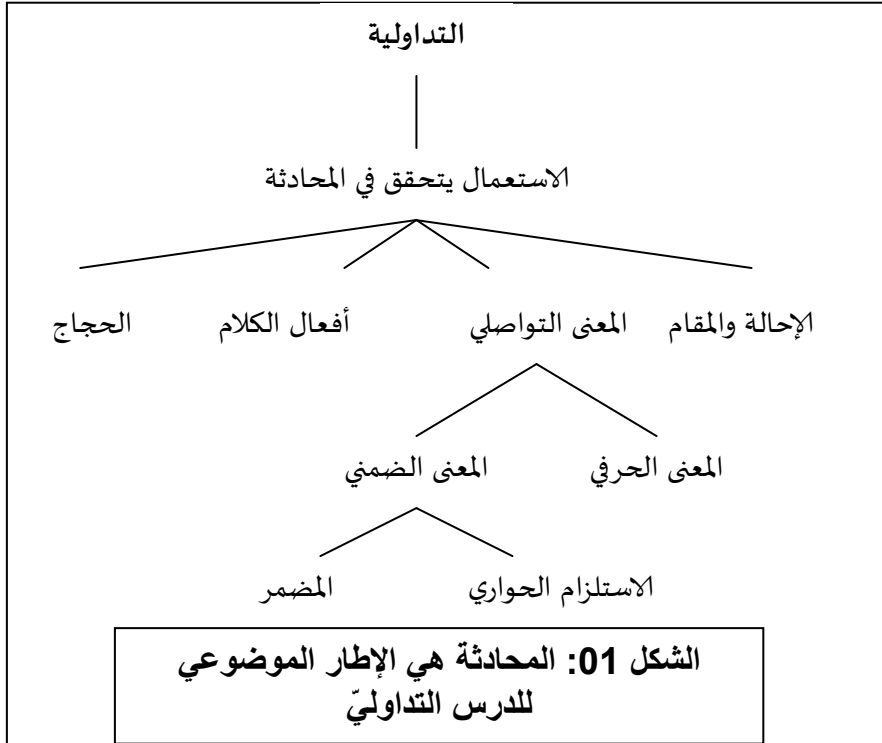 التداولية
الاستعمال يتحقق في المحادثة
الإحالة والمقام المعنى التواصلي أفعال الكلام الحجاج
المعنى الحرفي المعنى الضمني
الاستلزام الحواري المضمر
الشكل 01: المحادثة هي الإطار الموضوعي
للدرس التداوليّ